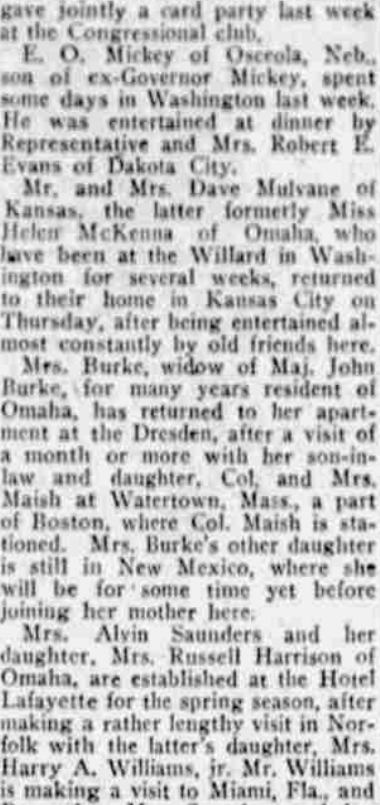 gave jointly a card party last week
at the Congressional club.
E. O. Mickey of Osceola, Neb.,
son of ex-Governor Mickey, spent
some days in Washington last week.
He was entertained at dinner by
Representative and Mrs. Robert E.
Evans of Dakota City.
Mr. and Mrs. Dave Mulvane of
Kansas, the latter formerly Miss
Helen McKenna of Omaha, who
have been at the Willard in Wash-
ington for several weeks, returned
to their home in Kansas City on
Thursday, after being entertained al-
most constantly by old friends here.
Mrs. Burke, widow of Maj. John
Burke, for many years resident of
Omaha, has returned to her apart-
ment at the Dresden, after a visit of
a month or more with her son-in-
law and daughter, Col. and Mrs.
Maish at Watertown, Mass., a part
of Boston, where Col. Maish is sta-
tioned. Mrs. Burke's other daughter
is still in New Mexico, where she
will be for some time yet before
joining her mother here.
Mrs. Alvin Saunders and her
daughter, Mrs. Russell Harrison of
Omaha, are established at the Hotel
Lafayette for the spring season, after
making a rather lengthy visit in Nor-
folk with the latter's daughter, Mrs.
Harry A. Williams, jr. Mr. Williams
is making a visit to Miami, Fla., and